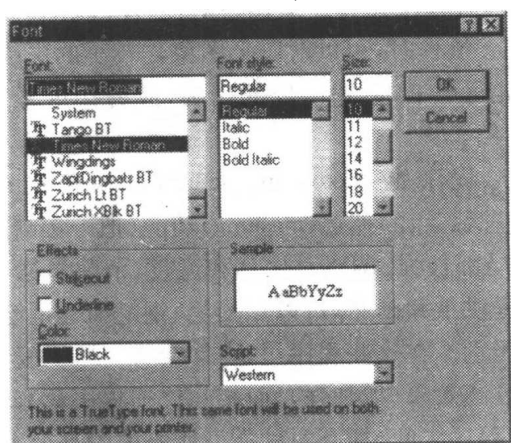 Font
Font:
Times New Roman
System
Tango BT
Times New Roman
Wingdings
ZapfDingbats BT
Zurich Lt BT
Zurich XBlk BT
Font style:
Regular
Regular
Italic
Bold
Bold Italic
Size:
10
10
11
12
14
16
18
20
OK
Cancel
Effects
Strikeout
Underline
Color:
Black
Sample
AaBbYyZz
Script:
Western
This is a TrueType font. This same font will be used on both
your screen and your printer.